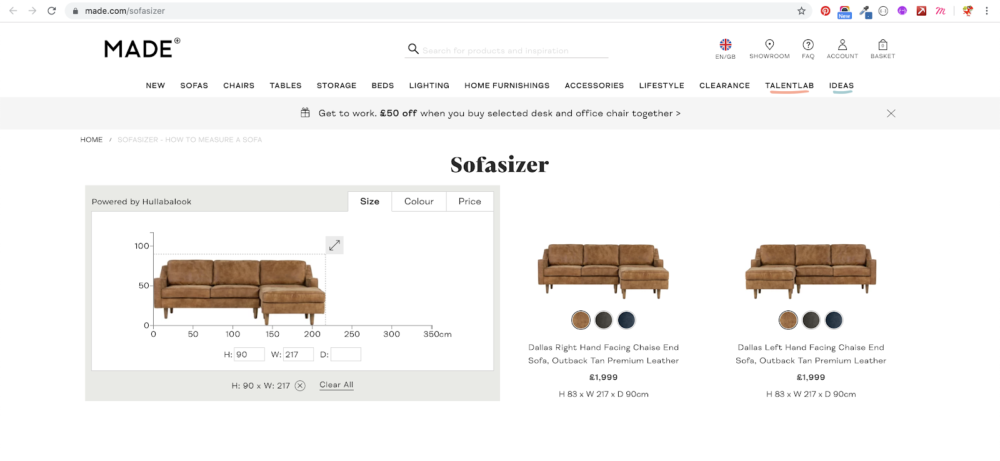 made.com/sofasizer
New
MADE
Search for products and inspiration
EN/GB
SHOWROOM
FAQ
ACCOUNT
0
BASKET
NEW SOFAS CHAIRS TABLES STORAGE BEDS LIGHTING HOME FURNISHINGS ACCESSORIES LIFESTYLE CLEARANCE TALENTLAB IDEAS
Get to work. £50 off when you buy selected desk and office chair together >
HOME / SOFASIZER - HOW TO MEASURE A SOFA
Sofasizer
Powered by Hullabalook
Size Colour Price
100
50
0
0 50 100 150 200 250 300 350cm
H: 90 W: 217 D:
H: 90 x W: 217 Clear All
Dallas Right Hand Facing Chaise End
Sofa, Outback Tan Premium Leather
£1,999
H 83 x W 217 x D 90cm
Dallas Left Hand Facing Chaise End
Sofa, Outback Tan Premium Leather
£1,999
H 83 x W 217 x D 90cm